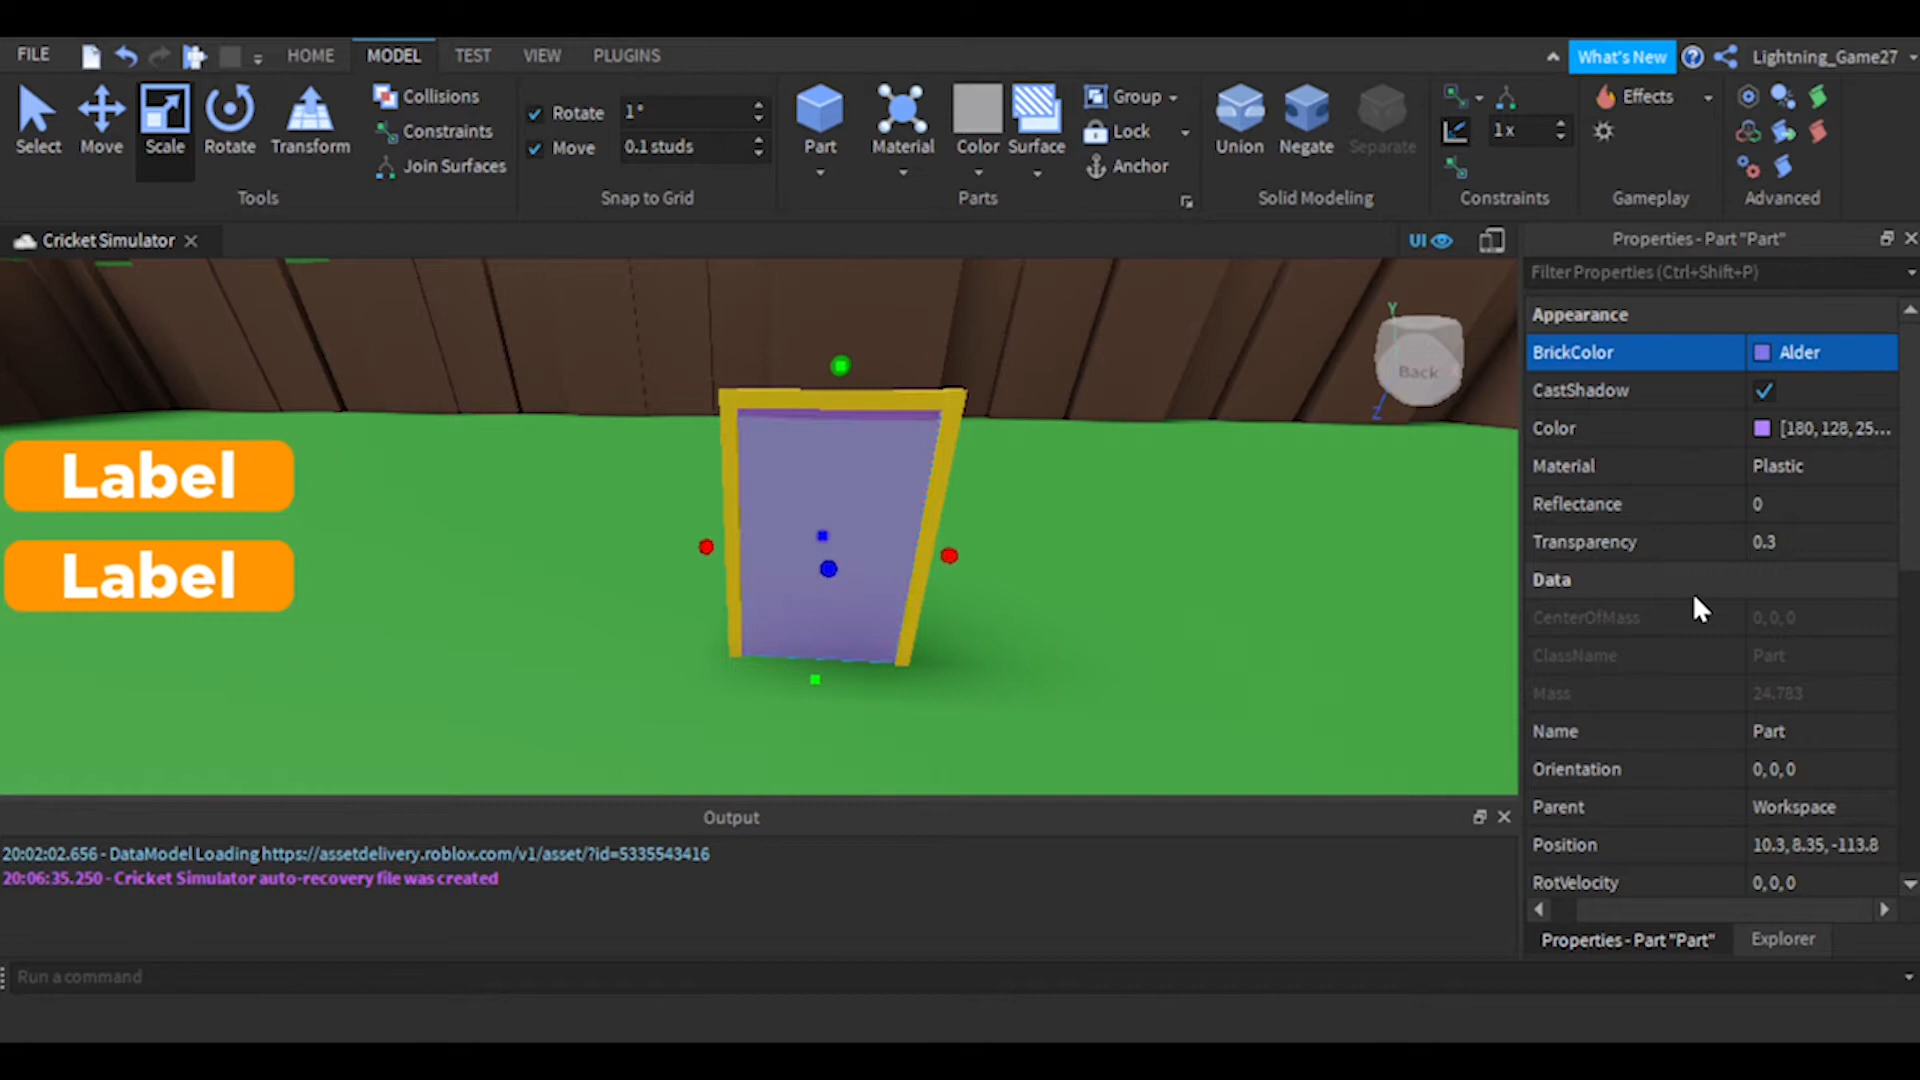 FILE HOME MODEL TEST VIEW PLUGINS What's New Lightning_Game27
Select Move Scale Rotate Transform
Collisions
Constraints
Join Surfaces
Tools
Rotate 1°
Move 0.1 studs
Snap to Grid
Part Material Color Surface
Group
Lock
Anchor
Parts
Union Negate Separate
Solid Modeling
1x
Constraints
Effects
Gameplay
Advanced
Cricket Simulator
UI
Label
Label
Y
Back
Z
Properties - Part "Part"
Filter Properties (Ctrl+Shift+P)
Appearance
BrickColor Alder
CastShadow
Color [180, 128, 25...
Material Plastic
Reflectance 0
Transparency 0.3
Data
CenterOfMass 0, 0, 0
ClassName Part
Mass 24.783
Name Part
Orientation 0, 0, 0
Parent Workspace
Position 10.3, 8.35, -113.8
RotVelocity 0, 0, 0
Properties - Part "Part" Explorer
Output
20:02:02.656 - DataModel Loading https://assetdelivery.roblox.com/v1/asset/?id=5335543416
20:06:35.250 - Cricket Simulator auto-recovery file was created
Run a command